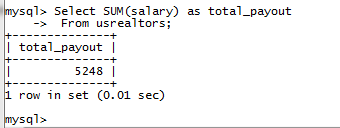 mysql> Select SUM(salary) as total_payout
    -> From usrealtors;
+--------------+
| total_payout |
+--------------+
|         5248 |
+--------------+
1 row in set (0.01 sec)
mysql>